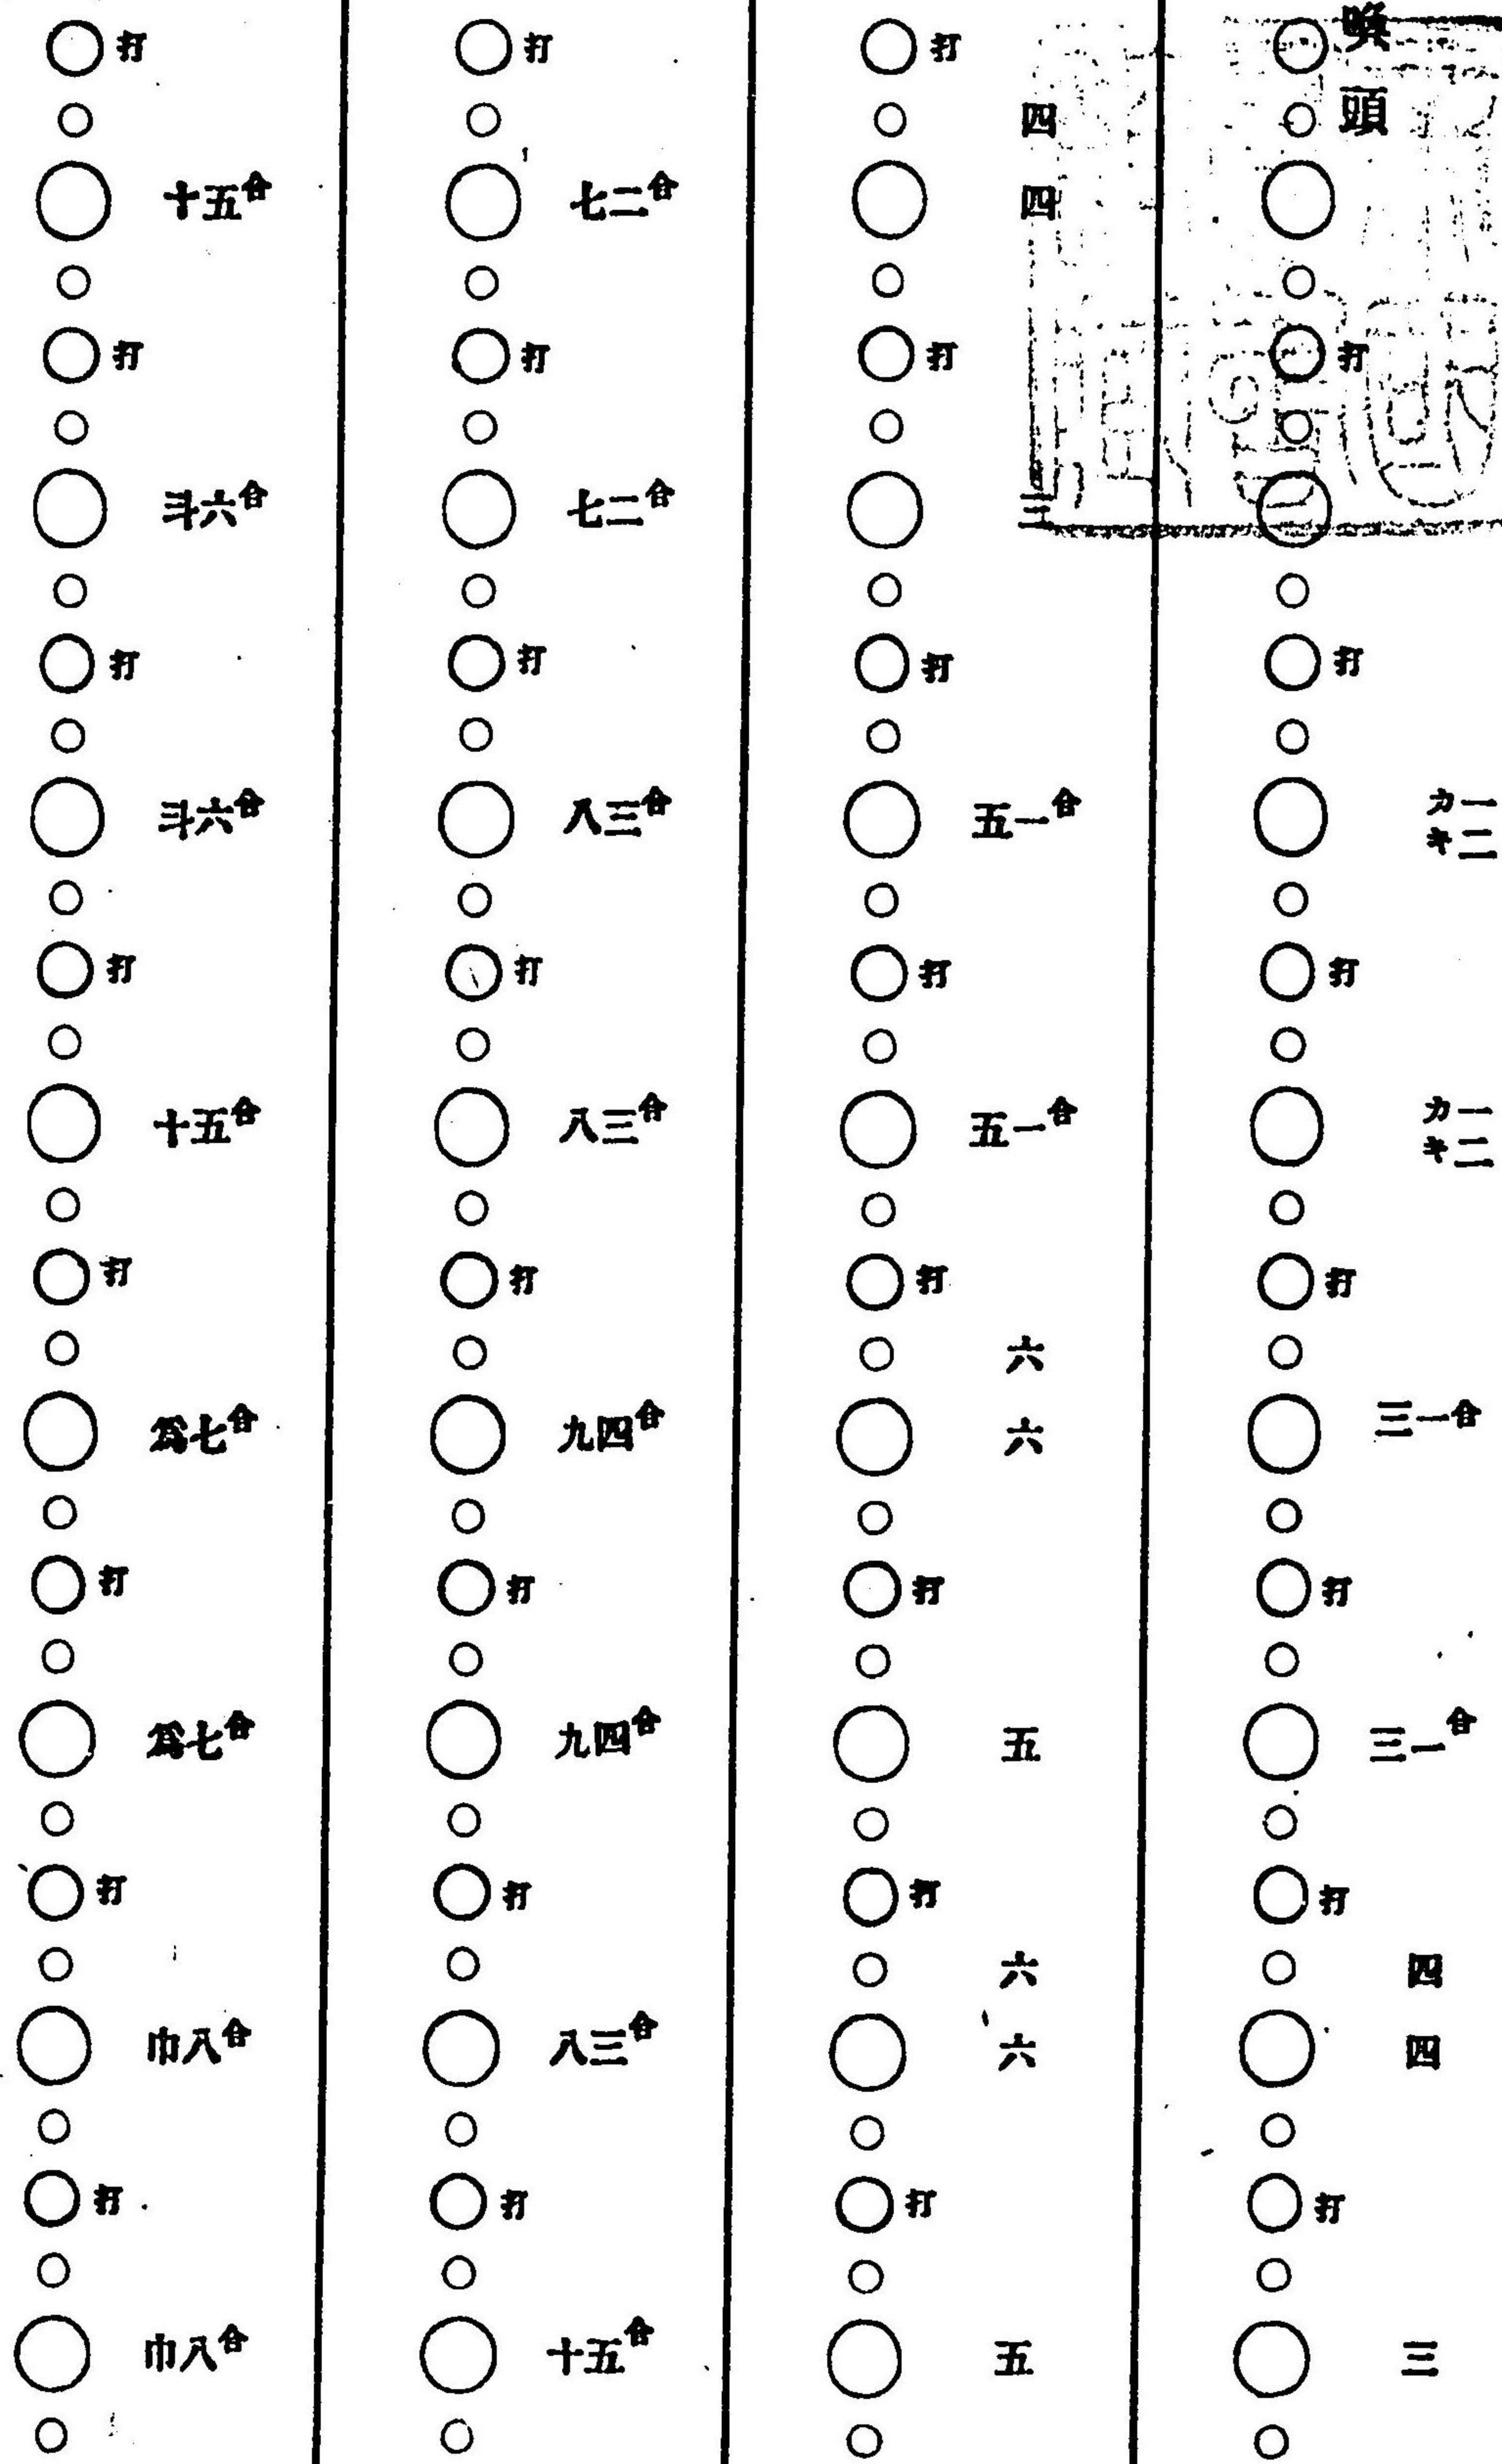 喚頭
打
打
一二
カキ
打
一二
カキ
打
合一三
打
合一三
打
四
四
打
三
打
四
四
打
三
打
合一五
打
合一五
打
六
六
打
五
打
六
六
打
五
打
合二七
打
合二七
打
合三八
打
合三八
打
合四九
打
合四九
打
合三八
打
合五十
打
合五十
打
合六斗
打
合六斗
打
合五十
打
合七爲
打
合七爲
打
合八巾
打
合八巾